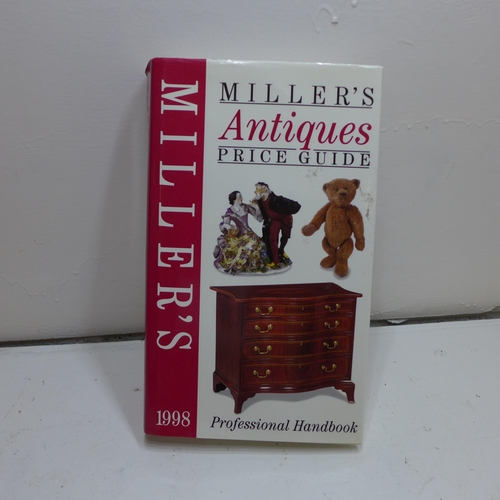 MILLER'S
1998
MILLER'S
Antiques
PRICE GUIDE
Professional Handbook